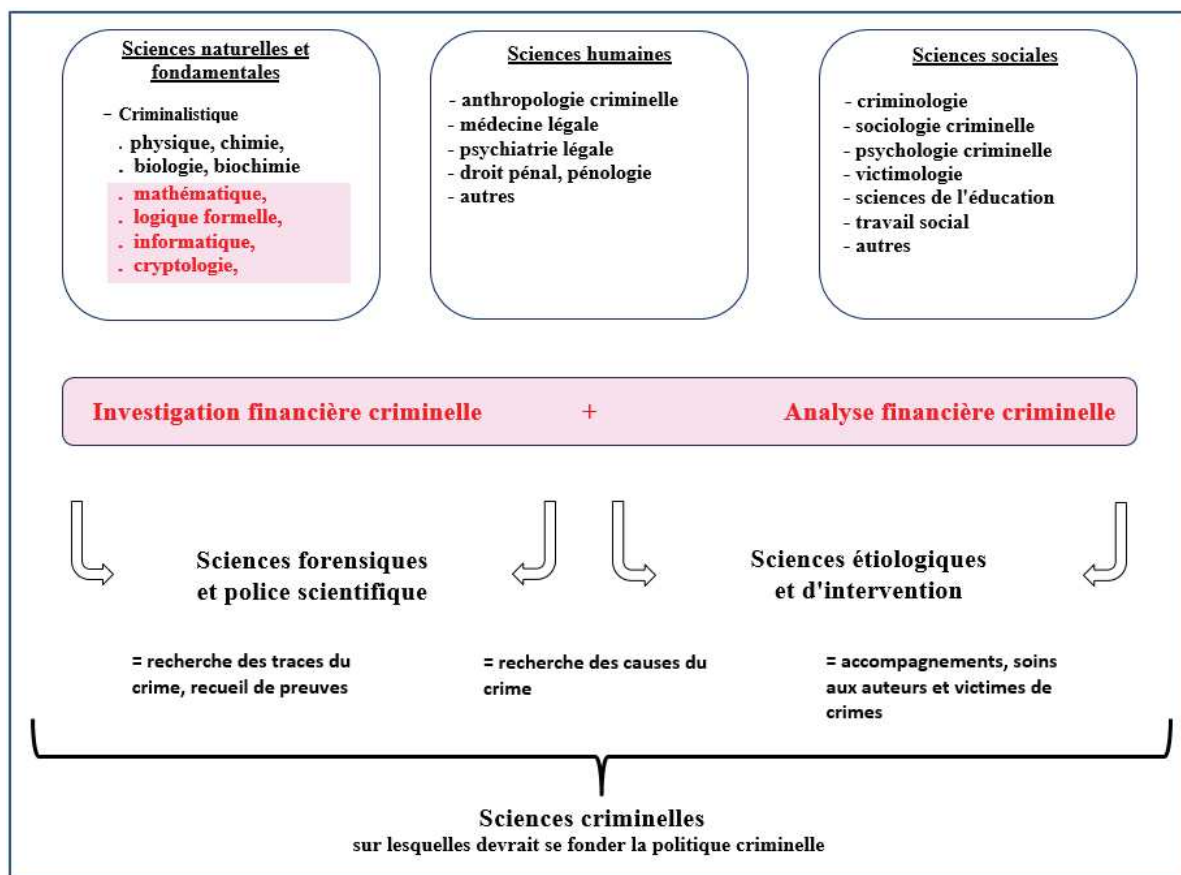 Sciences naturelles et
fondamentales
- Criminalistique
. physique, chimie,
. biologie, biochimie
. mathématique,
. logique formelle,
. informatique,
. cryptologie,
Sciences humaines
- anthropologie criminelle
- médecine légale
- psychiatrie légale
- droit pénal, pénologie
- autres
Sciences sociales
- criminologie
- sociologie criminelle
- psychologie criminelle
- victimologie
- sciences de l'éducation
- travail social
- autres
Investigation financière criminelle + Analyse financière criminelle
Sciences forensiques
et police scientifique
Sciences étiologiques
et d'intervention
= recherche des traces du
crime, recueil de preuves
= recherche des causes du
crime
= accompagnements, soins
aux auteurs et victimes de
crimes
Sciences criminelles
sur lesquelles devrait se fonder la politique criminelle